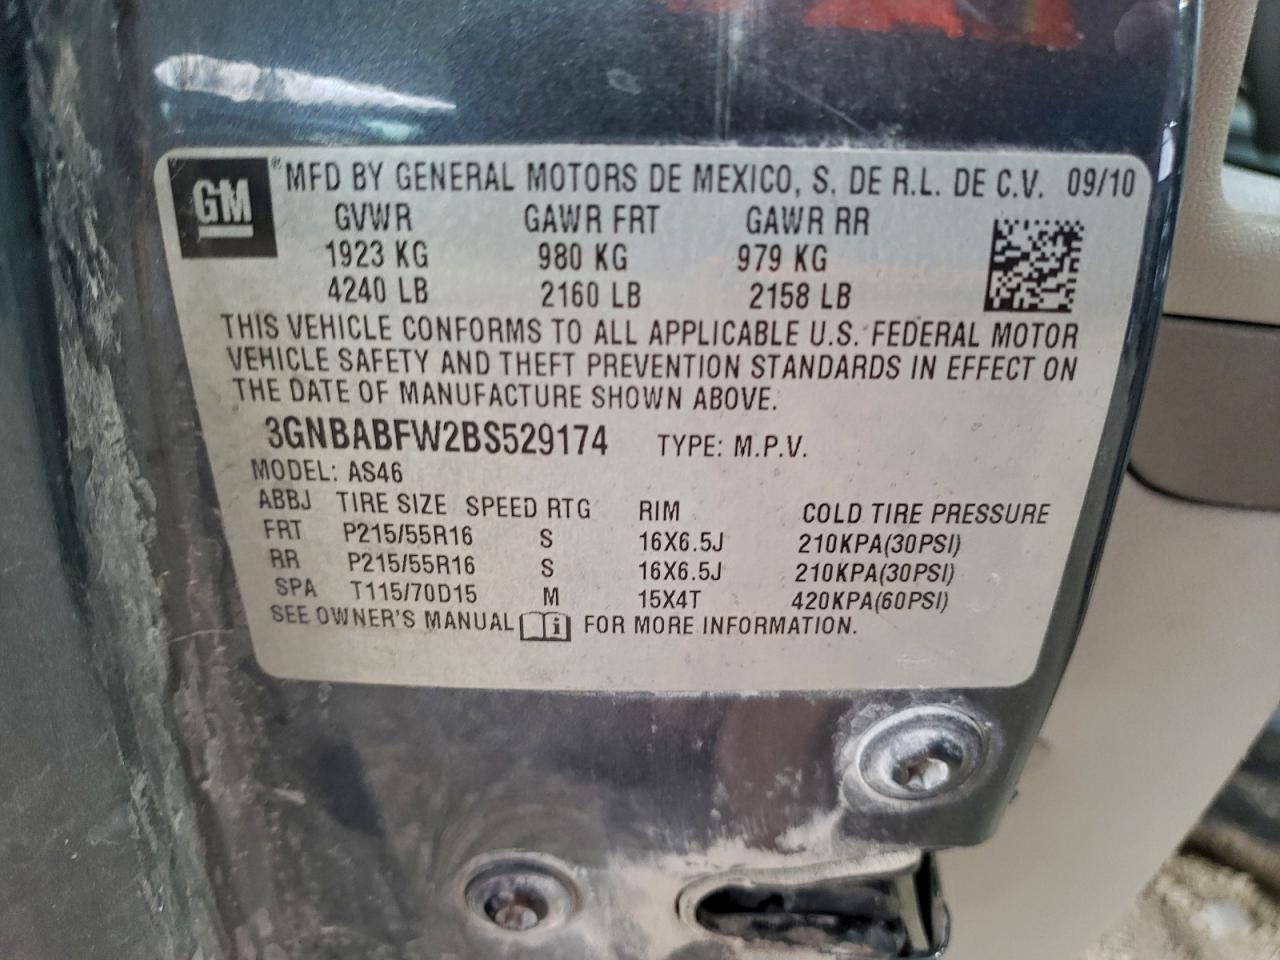 GM ® MFD BY GENERAL MOTORS DE MEXICO, S. DE R.L. DE C.V. 09/10
GVWR GAWR FRT GAWR RR
1923 KG 980 KG 979 KG
4240 LB 2160 LB 2158 LB
THIS VEHICLE CONFORMS TO ALL APPLICABLE U.S. FEDERAL MOTOR
VEHICLE SAFETY AND THEFT PREVENTION STANDARDS IN EFFECT ON
THE DATE OF MANUFACTURE SHOWN ABOVE.
3GNBABFW2BS529174 TYPE: M.P.V.
MODEL: AS46
ABBJ TIRE SIZE SPEED RTG RIM COLD TIRE PRESSURE
FRT P215/55R16 S 16X6.5J 210KPA(30PSI)
RR P215/55R16 S 16X6.5J 210KPA(30PSI)
SPA T115/70D15 M 15X4T 420KPA(60PSI)
SEE OWNER'S MANUAL i FOR MORE INFORMATION.